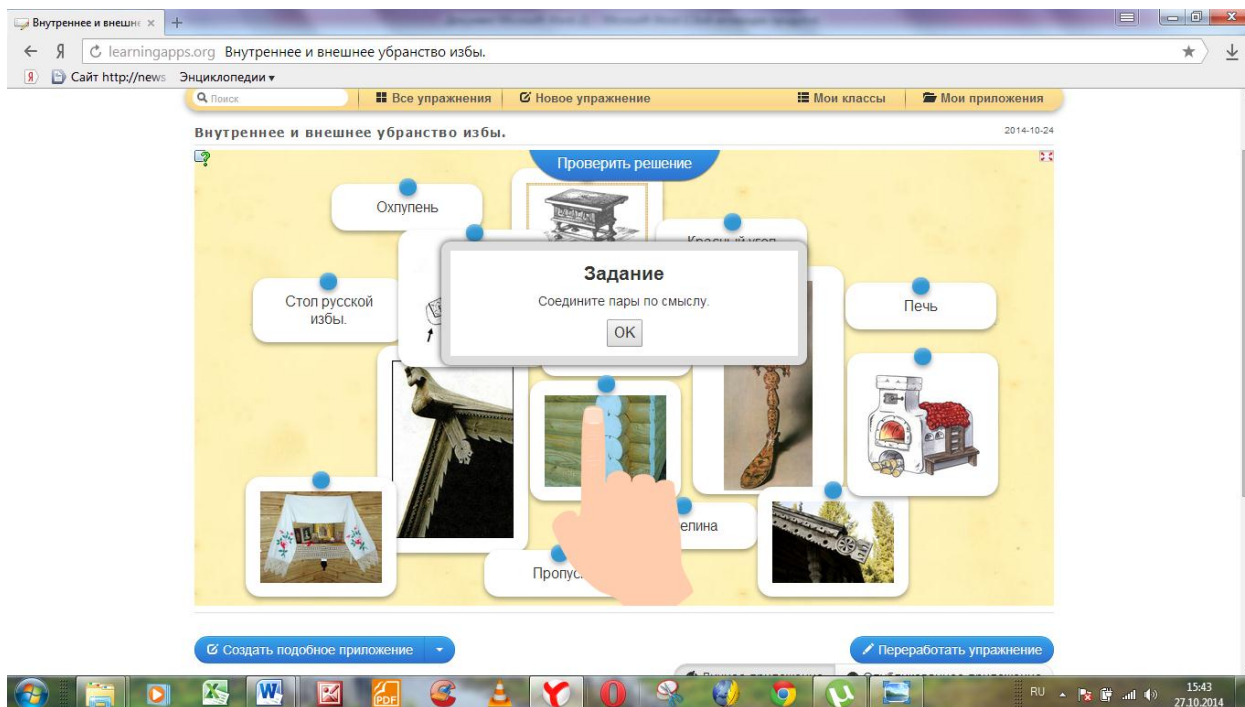 Внутреннее и внешне
learningapps.org Внутреннее и внешнее убранство избы.
Сайт http://news Энциклопедии
Поиск
Все упражнения
Новое упражнение
Мои классы
Мои приложения
Внутреннее и внешнее убранство избы.
2014-10-24
Проверить решение
Охлупень
Красный угол
Задание
Соедините пары по смыслу.
OK
Стол русской
избы.
Печь
Создать подобное приложение
Переработать упражнение
RU
15:43
27.10.2014